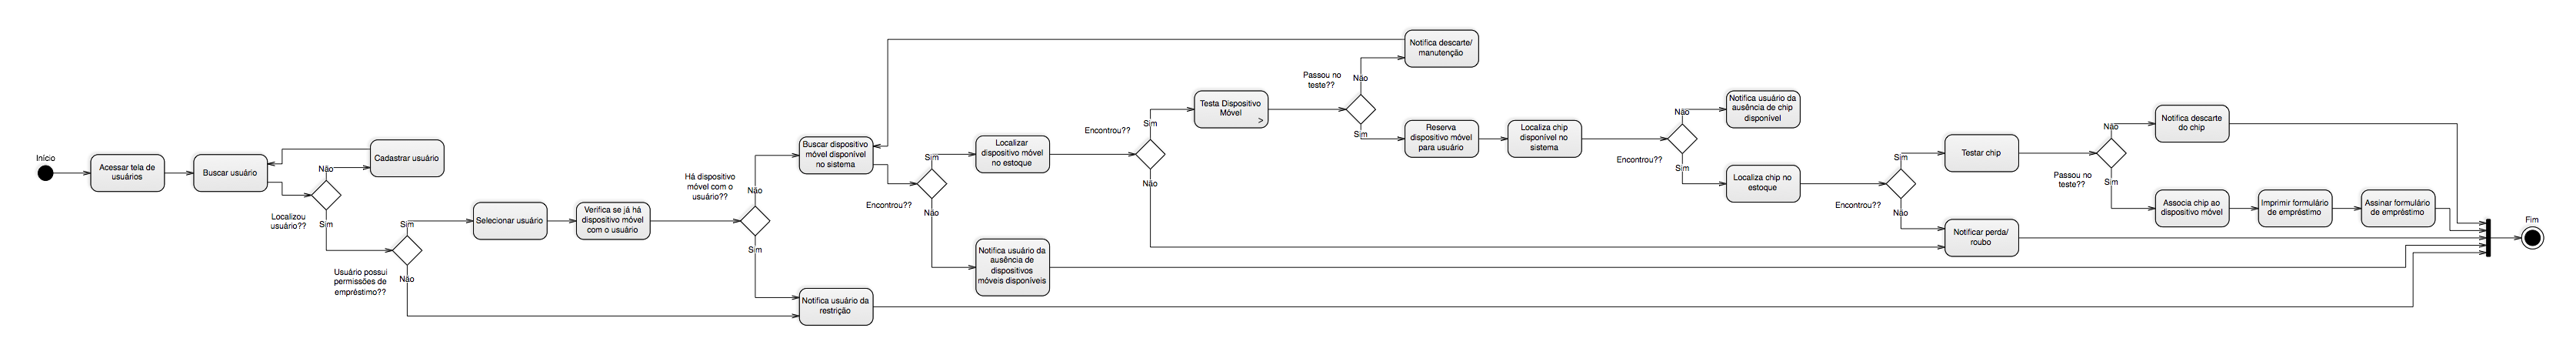 Início
Acessar tela de
usuários
Buscar usuário
Localizou
usuário??
Não
Sim
Cadastrar usuário
Usuário possui
permissões de
empréstimo??
Sim
Não
Selecionar usuário
Verifica se já há
dispositivo móvel
com o usuário
Há dispositivo
móvel com o
usuário??
Não
Sim
Buscar dispositivo
móvel disponível
no sistema
Notifica usuário da
restrição
Encontrou??
Sim
Não
Localizar
dispositivo móvel
no estoque
Notifica usuário da
ausência de
dispositivos
móveis disponíveis
Encontrou??
Sim
Não
Testa Dispositivo
Móvel
>
Passou no
teste??
Não
Sim
Notifica descarte/
manutenção
Reserva
dispositivo móvel
para usuário
Localiza chip
disponível no
sistema
Encontrou??
Não
Sim
Notifica usuário da
ausência de chip
disponível
Localiza chip no
estoque
Encontrou??
Sim
Não
Testar chip
Notificar perda/
roubo
Passou no
teste??
Não
Sim
Notifica descarte
do chip
Associa chip ao
dispositivo móvel
Imprimir formulário
de empréstimo
Assinar formulário
de empréstimo
Fim